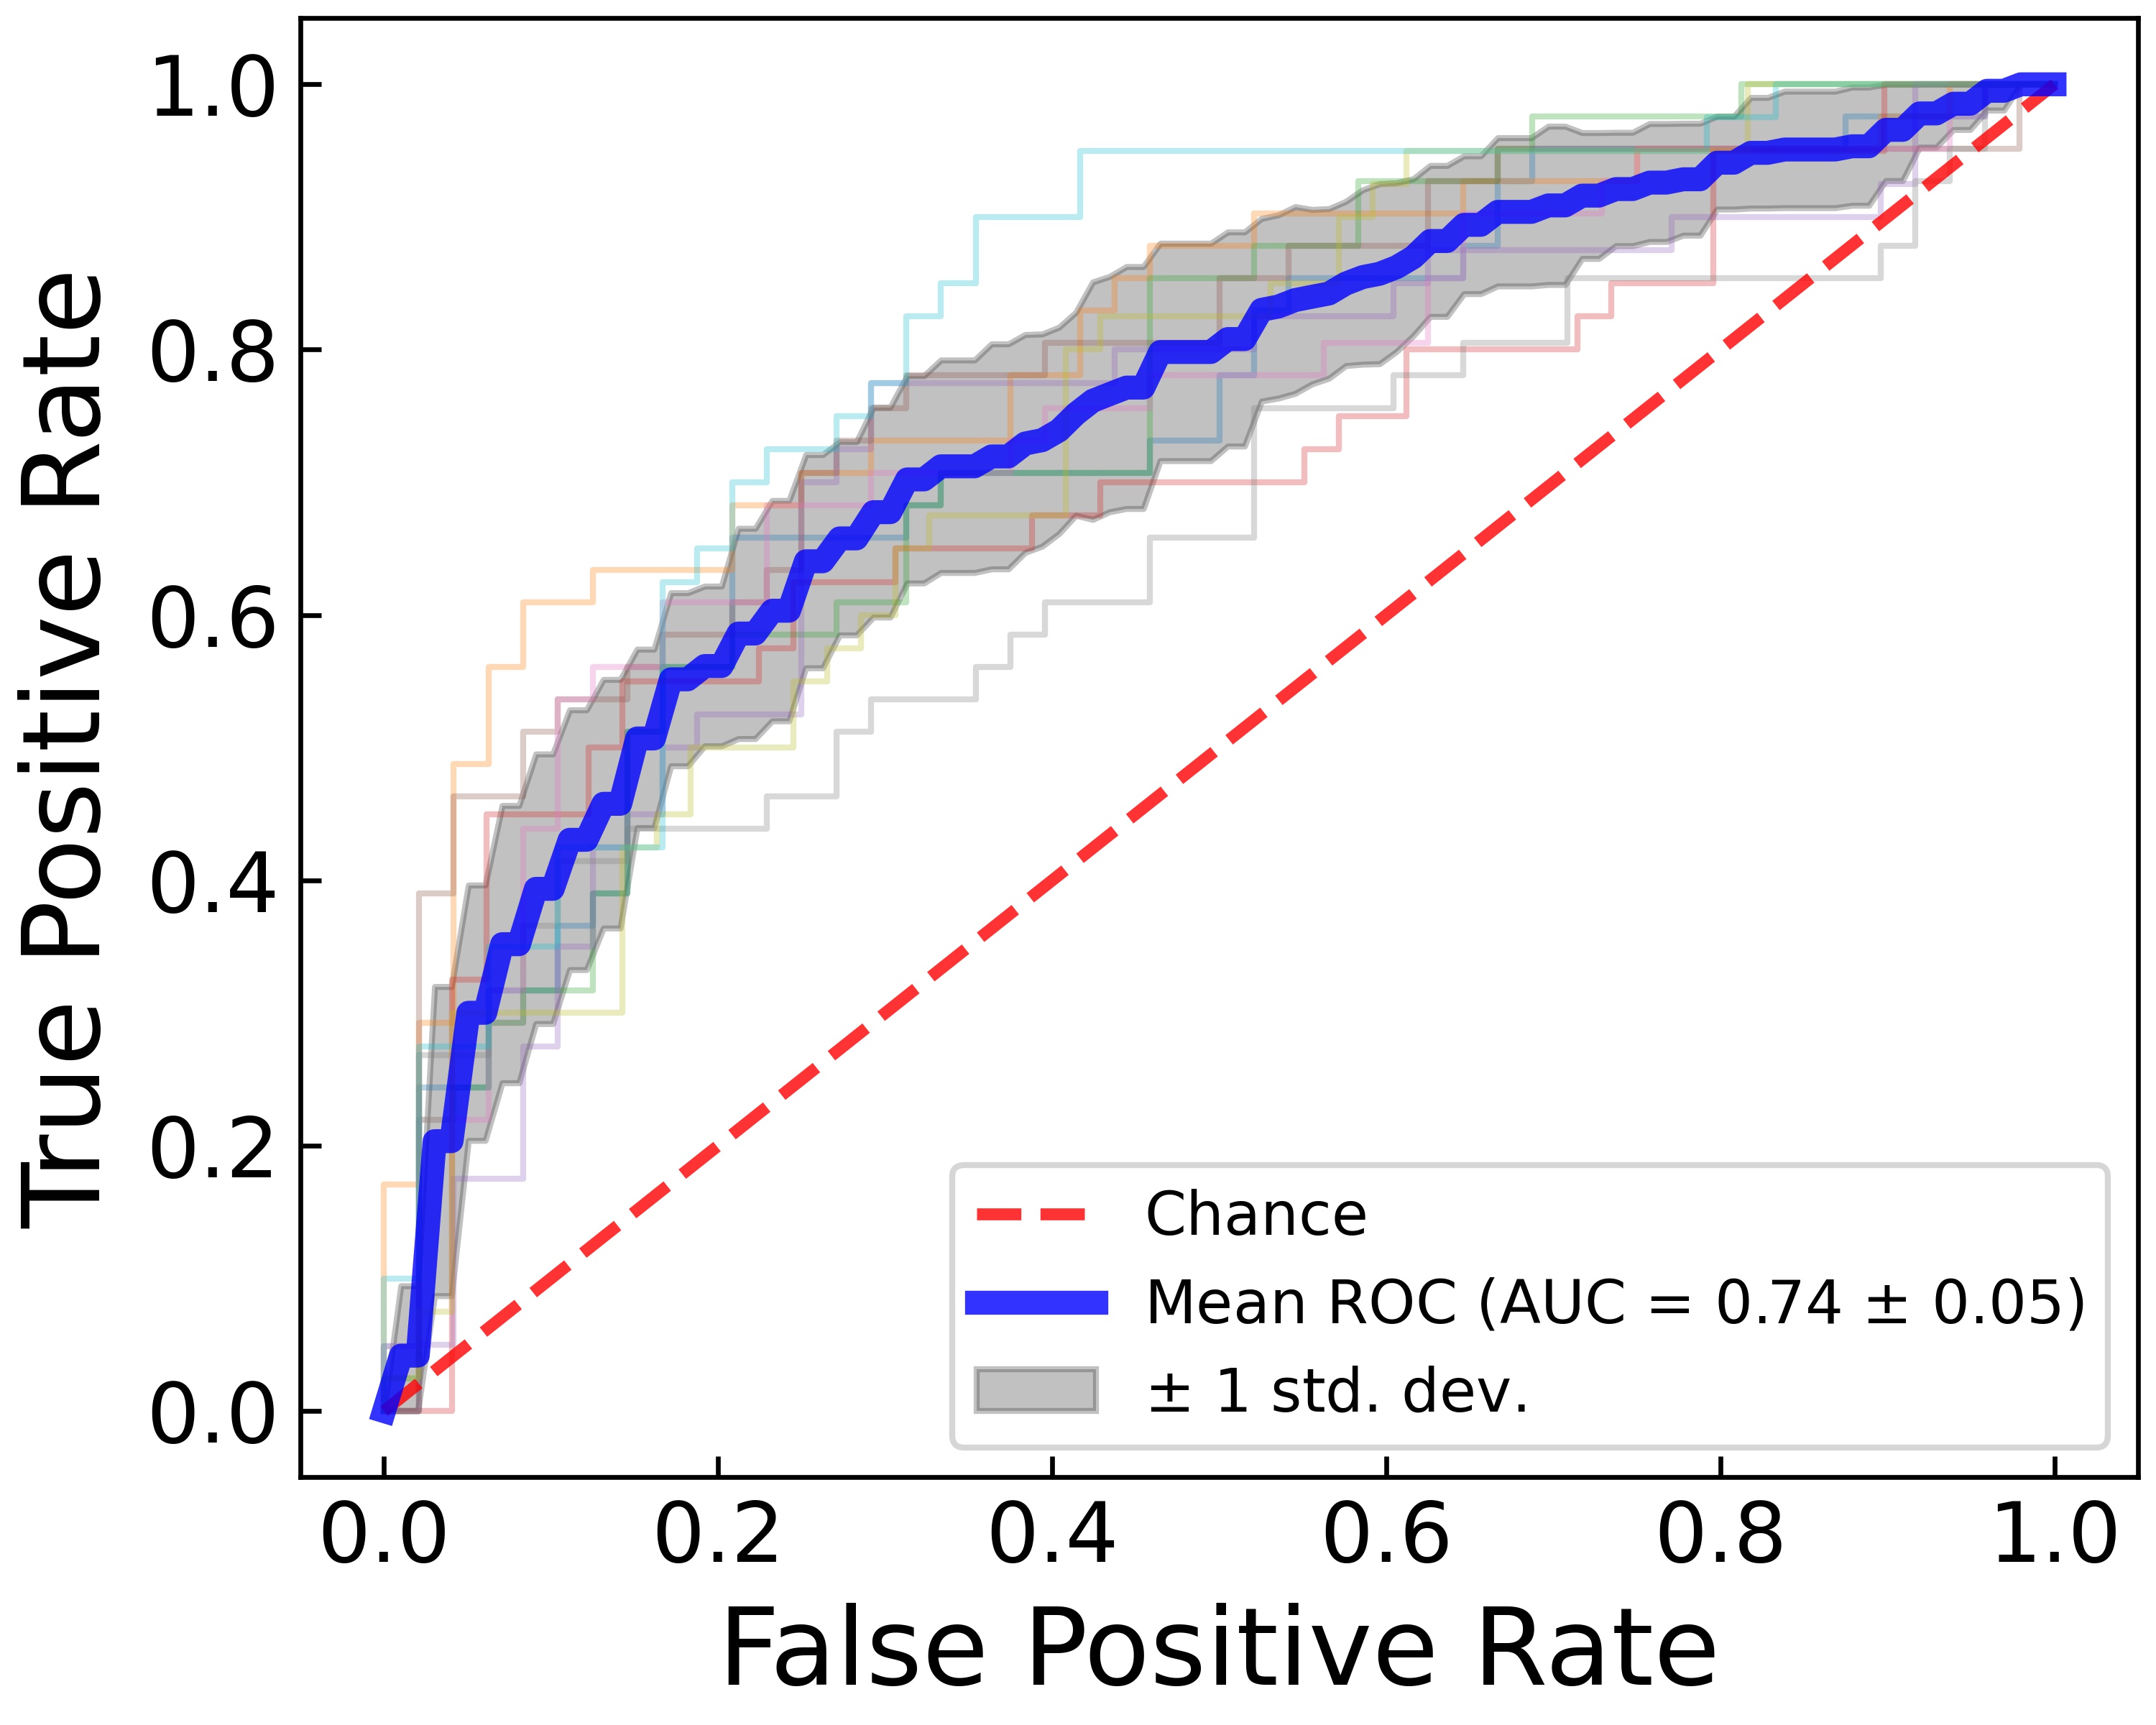 True Positive Rate
1.0
0.8
0.6
0.4
0.2
0.0
Chance
Mean ROC (AUC = 0.74 ± 0.05)
± 1 std. dev.
0.0 0.2 0.4 0.6 0.8 1.0
False Positive Rate